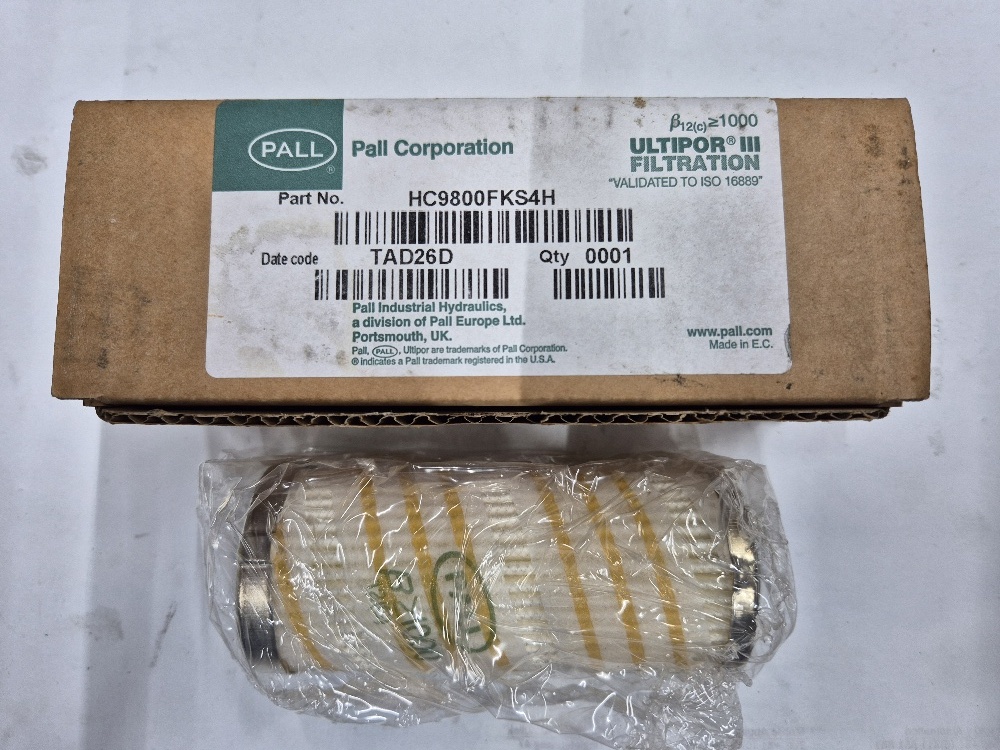 PALL®
Pall Corporation
β12(c)≥1000
ULTIPOR® III
FILTRATION
"VALIDATED TO ISO 16889"
Part No. HC9800FKS4H
Date code TAD26D Qty 0001
Pall Industrial Hydraulics,
a division of Pall Europe Ltd.
Portsmouth, UK.
Pall, PALL, Ultipor are trademarks of Pall Corporation.
® indicates a Pall trademark registered in the U.S.A.
www.pall.com
Made in E.C.